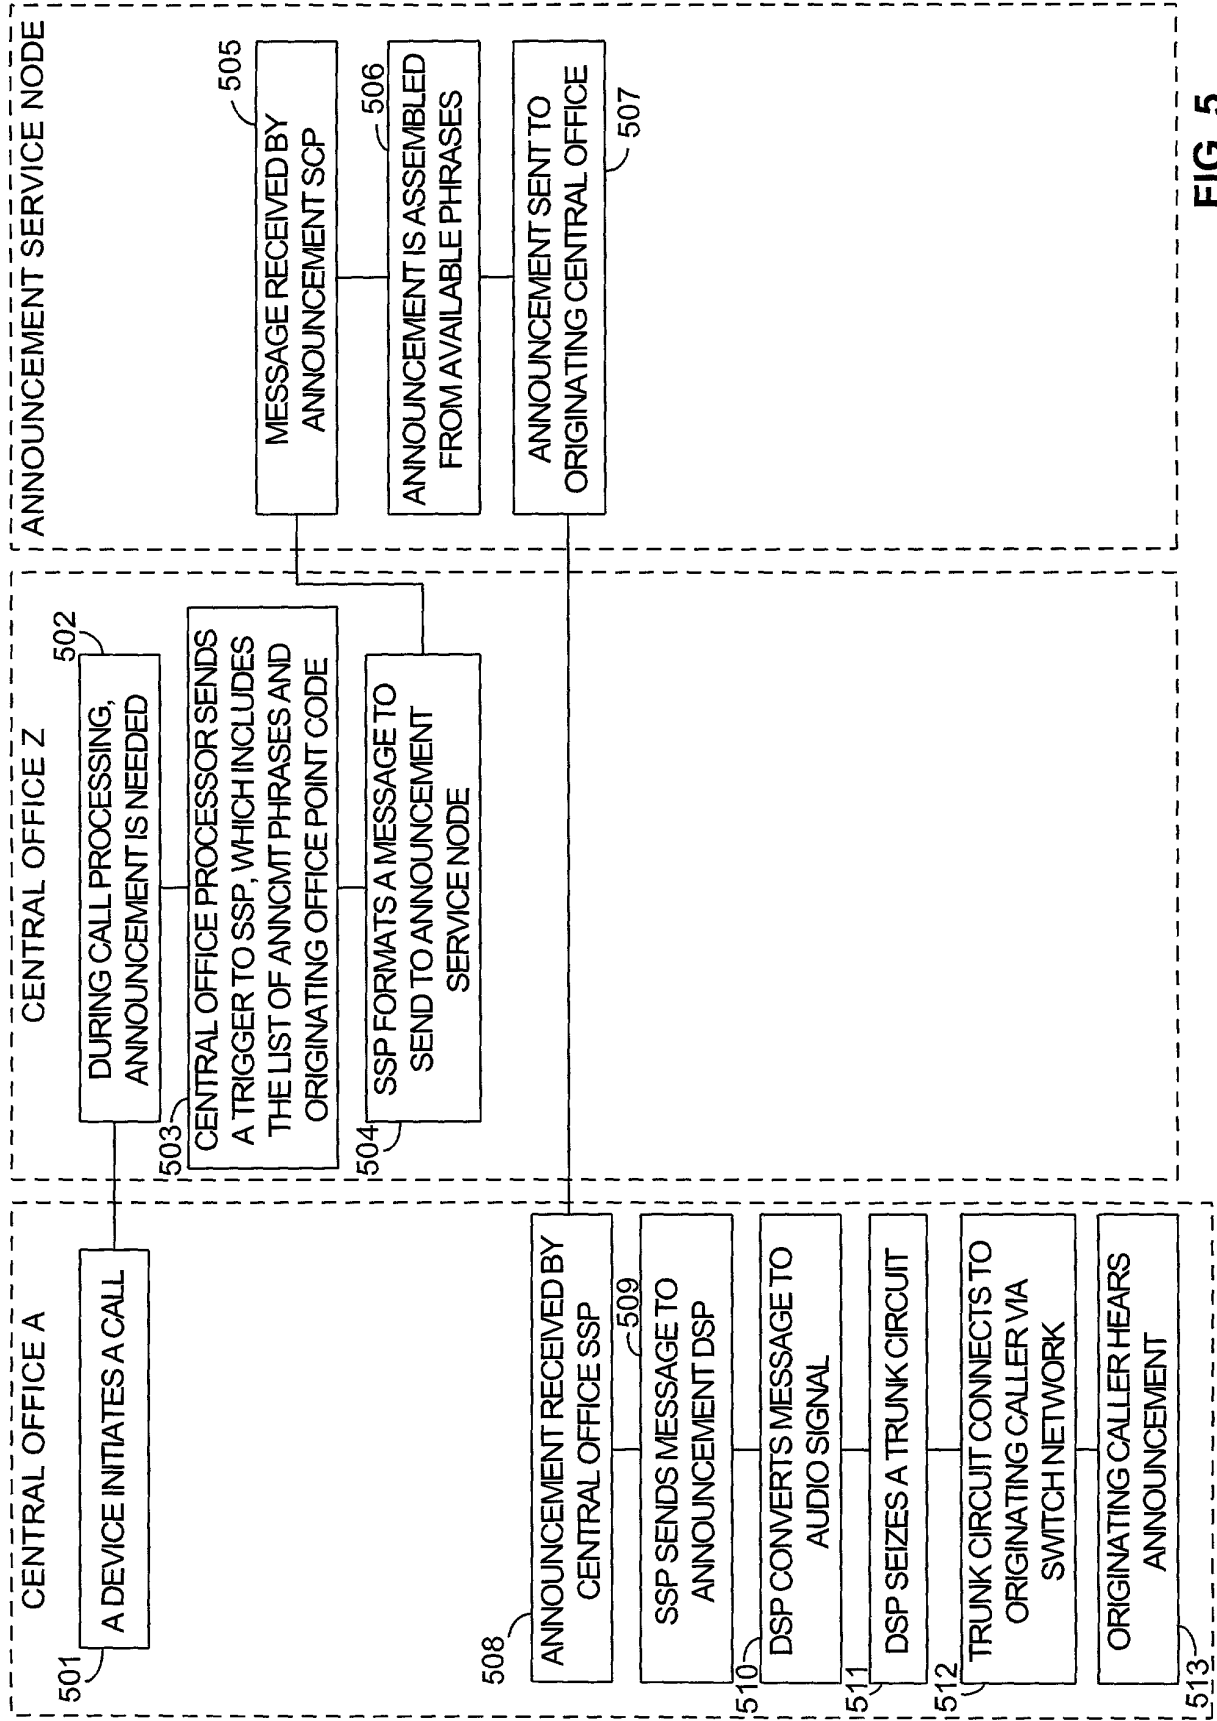 CENTRAL OFFICE A
501
A DEVICE INITIATES A CALL
CENTRAL OFFICE Z
502
DURING CALL PROCESSING,
ANNOUNCEMENT IS NEEDED
503
CENTRAL OFFICE PROCESSOR SENDS
A TRIGGER TO SSP, WHICH INCLUDES
THE LIST OF ANNCMT PHRASES AND
ORIGINATING OFFICE POINT CODE
504
SSP FORMATS A MESSAGE TO
SEND TO ANNOUNCEMENT
SERVICE NODE
ANNOUNCEMENT SERVICE NODE
505
MESSAGE RECEIVED BY
ANNOUNCEMENT SCP
506
ANNOUNCEMENT IS ASSEMBLED
FROM AVAILABLE PHRASES
ANNOUNCEMENT SENT TO
ORIGINATING CENTRAL OFFICE
507
508
ANNOUNCEMENT RECEIVED BY
CENTRAL OFFICE SSP
509
SSP SENDS MESSAGE TO
ANNOUNCEMENT DSP
510
DSP CONVERTS MESSAGE TO
AUDIO SIGNAL
511
DSP SEIZES A TRUNK CIRCUIT
512
TRUNK CIRCUIT CONNECTS TO
ORIGINATING CALLER VIA
SWITCH NETWORK
513
ORIGINATING CALLER HEARS
ANNOUNCEMENT
FIG. 5